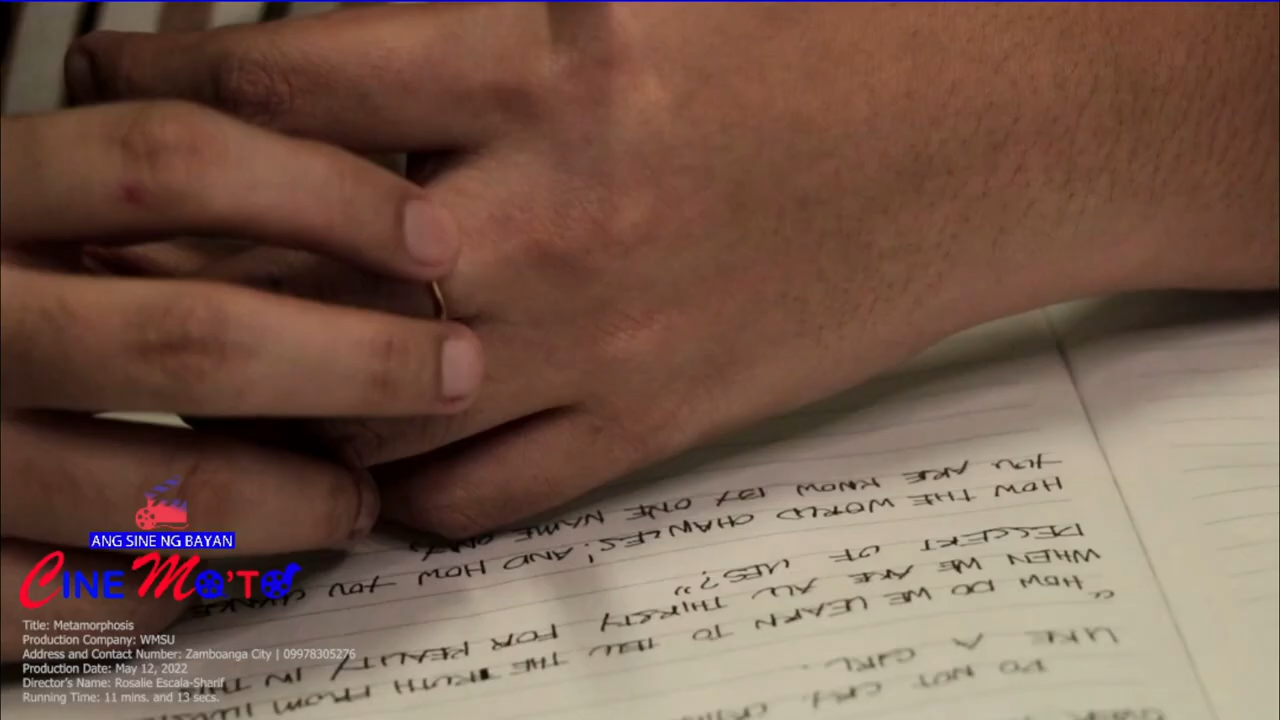 DO NOT CRY.
LIKE A GIRL.
"HOW DO WE LEARN TO TELL THE TRUTH FROM
WHEN WE ARE ALL THIRSTY FOR REALITY IN
DESSERT OF LIES?"
HOW THE WORLD CHANGES! AND HOW YOU CHANGE
YOU ARE KNOW BY ONE NAME ONLY
ANG SINE NG BAYAN
CINE MO'TO
Title: Metamorphosis
Production Company: WMSU
Address and Contact Number: Zamboanga City | 09978305276
Production Date: May 12, 2022
Director's Name: Rosalie Escala-Sharif
Running Time: 11 mins. and 13 secs.